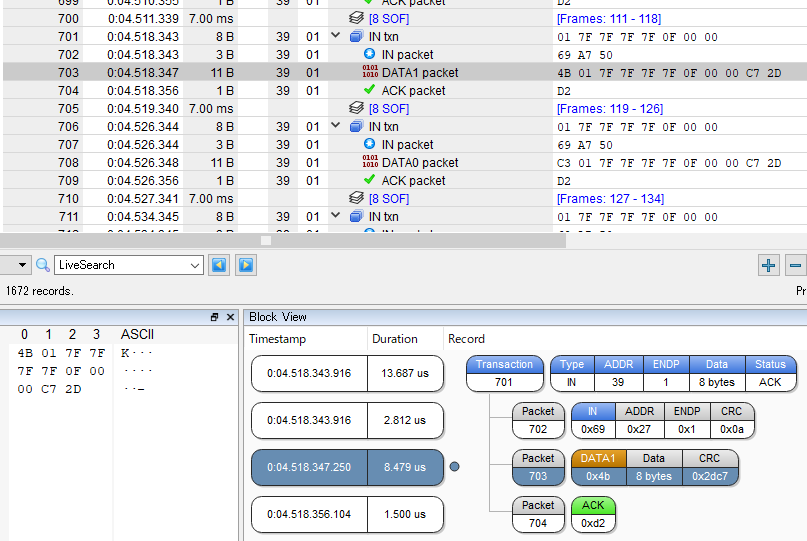 699 0:04.510.355 1 B 39 01 ACK packet D2
700 0:04.511.339 7.00 ms [8 SOF] [Frames: 111 - 118]
701 0:04.518.343 8 B 39 01 IN txn 01 7F 7F 7F 7F 0F 00 00
702 0:04.518.343 3 B 39 01 IN packet 69 A7 50
703 0:04.518.347 11 B 39 01 DATA1 packet 4B 01 7F 7F 7F 7F 0F 00 00 C7 2D
704 0:04.518.356 1 B 39 01 ACK packet D2
705 0:04.519.340 7.00 ms [8 SOF] [Frames: 119 - 126]
706 0:04.526.344 8 B 39 01 IN txn 01 7F 7F 7F 7F 0F 00 00
707 0:04.526.344 3 B 39 01 IN packet 69 A7 50
708 0:04.526.348 11 B 39 01 DATA0 packet C3 01 7F 7F 7F 7F 0F 00 00 C7 2D
709 0:04.526.356 1 B 39 01 ACK packet D2
710 0:04.527.341 7.00 ms [8 SOF] [Frames: 127 - 134]
711 0:04.534.345 8 B 39 01 IN txn 01 7F 7F 7F 7F 0F 00 00
LiveSearch
1672 records. Pr
0 1 2 3 ASCII
4B 01 7F 7F K···
7F 7F 0F 00 ····
00 C7 2D ··-
Block View
Timestamp Duration Record
0:04.518.343.916 13.687 us
Transaction 701
Type ADDR ENDP Data Status
IN 39 1 8 bytes ACK
0:04.518.343.916 2.812 us
Packet 702
IN ADDR ENDP CRC
0x69 0x27 0x1 0x0a
0:04.518.347.250 8.479 us
Packet 703
DATA1 Data CRC
0x4b 8 bytes 0x2dc7
0:04.518.356.104 1.500 us
Packet 704
ACK
0xd2